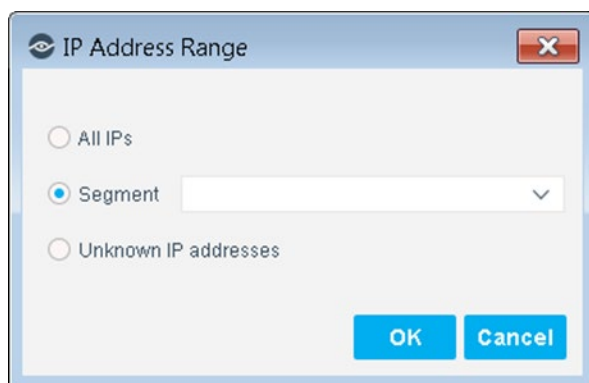 IP Address Range
All IPs
Segment
Unknown IP addresses
OK Cancel